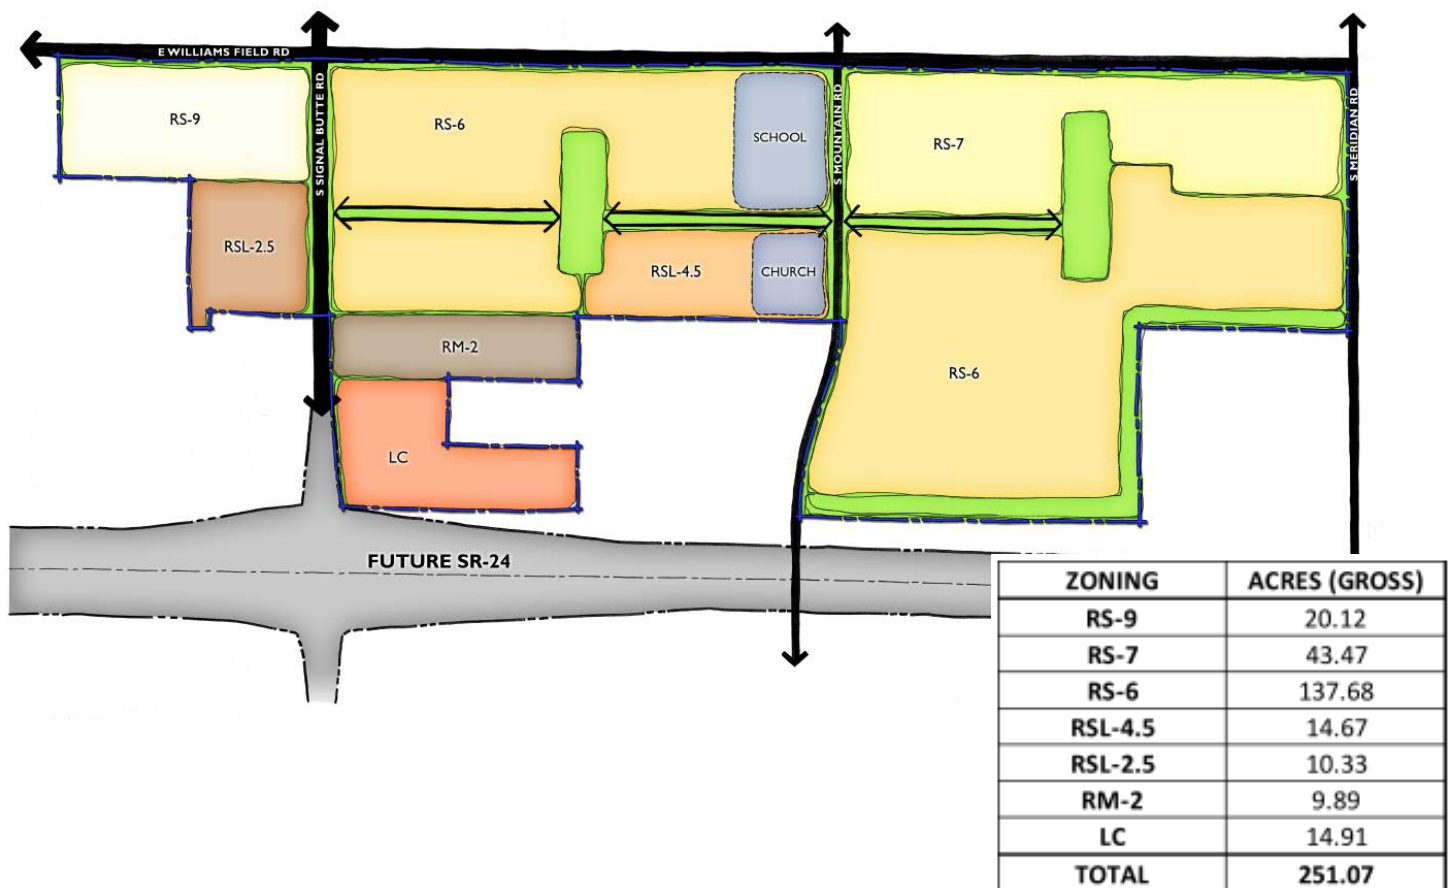 E WILLIAMS FIELD RD
S SIGNAL BUTTE RD
S MOUNTAIN RD
S MERIDIAN RD
RS-9
RS-6
SCHOOL
RS-7
RSL-2.5
RSL-4.5
CHURCH
RM-2
RS-6
LC
FUTURE SR-24
ZONING ACRES (GROSS)
RS-9 20.12
RS-7 43.47
RS-6 137.68
RSL-4.5 14.67
RSL-2.5 10.33
RM-2 9.89
LC 14.91
TOTAL 251.07